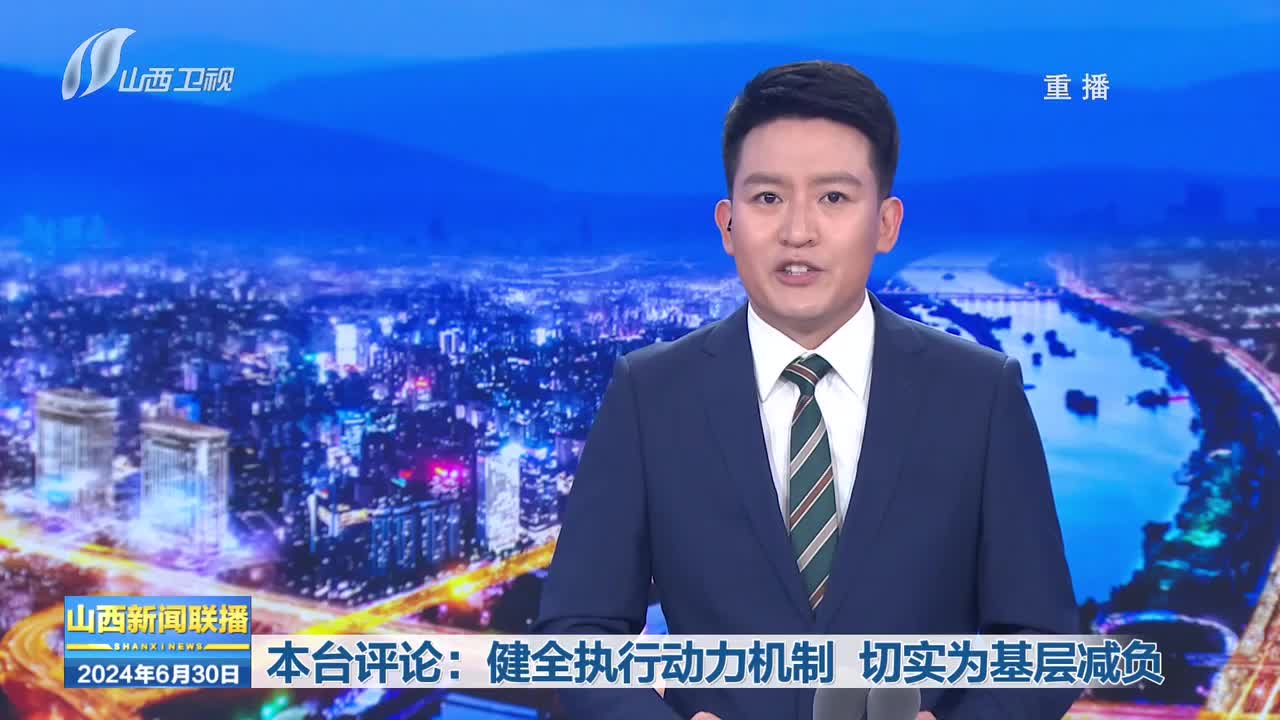 山西卫视
重播
山西新闻联播
SHANXI NEWS
2024年6月30日
本台评论：健全执行动力机制 切实为基层减负